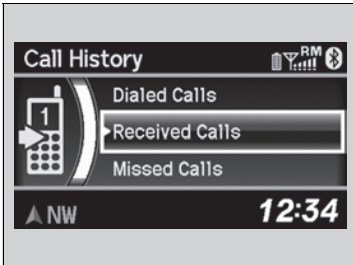 Call History RM
1
Dialed Calls
Received Calls
Missed Calls
NW 12:34